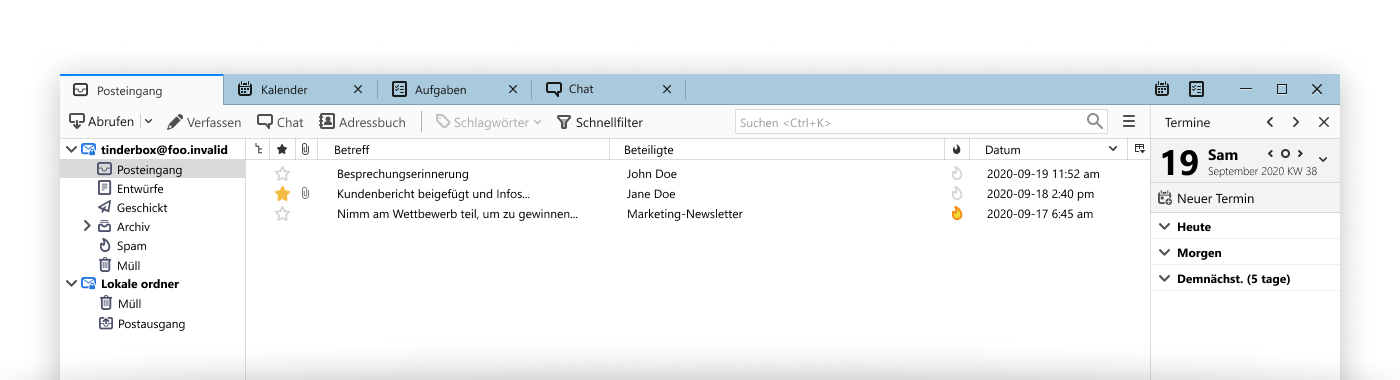 Posteingang
Kalender
Aufgaben
Chat
Abrufen
Verfassen
Chat
Adressbuch
Schlagwörter
Schnellfilter
Suchen <Ctrl+K>
Termine
tinderbox@foo.invalid
Posteingang
Entwürfe
Geschickt
Archiv
Spam
Müll
Lokale ordner
Müll
Postausgang
Betreff Beteiligte Datum
Besprechungserinnerung John Doe 2020-09-19 11:52 am
Kundenbericht beigefügt und Infos... Jane Doe 2020-09-18 2:40 pm
Nimm am Wettbewerb teil, um zu gewinnen... Marketing-Newsletter 2020-09-17 6:45 am
19 Sam
September 2020 KW 38
Neuer Termin
Heute
Morgen
Demnächst. (5 tage)